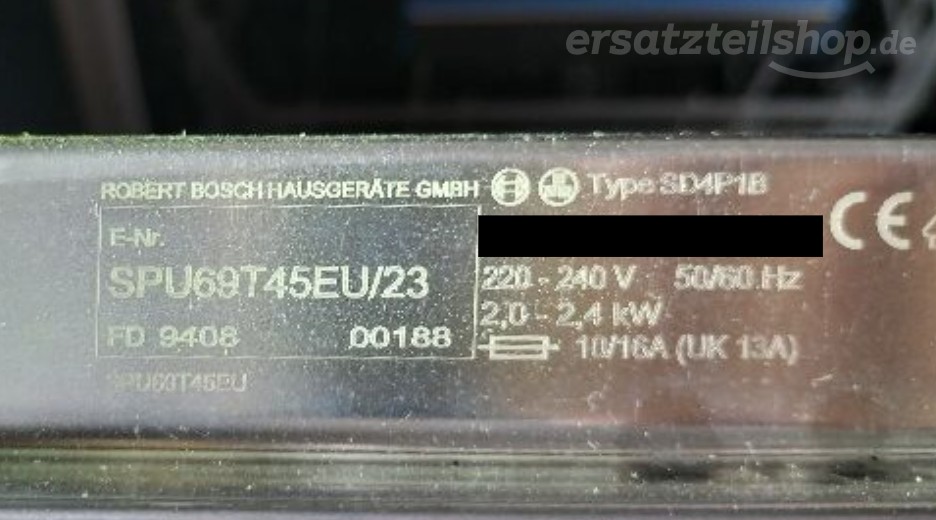 ersatzteilshop.de
ROBERT BOSCH HAUSGERÄTE GMBH Type SD4P1B
E-Nr.
SPU69T45EU/23
220 - 240 V 50/60 Hz
2,0 - 2,4 kW
FD 9408 00188
10/16A (UK 13A)
SPU69T45EU
CE